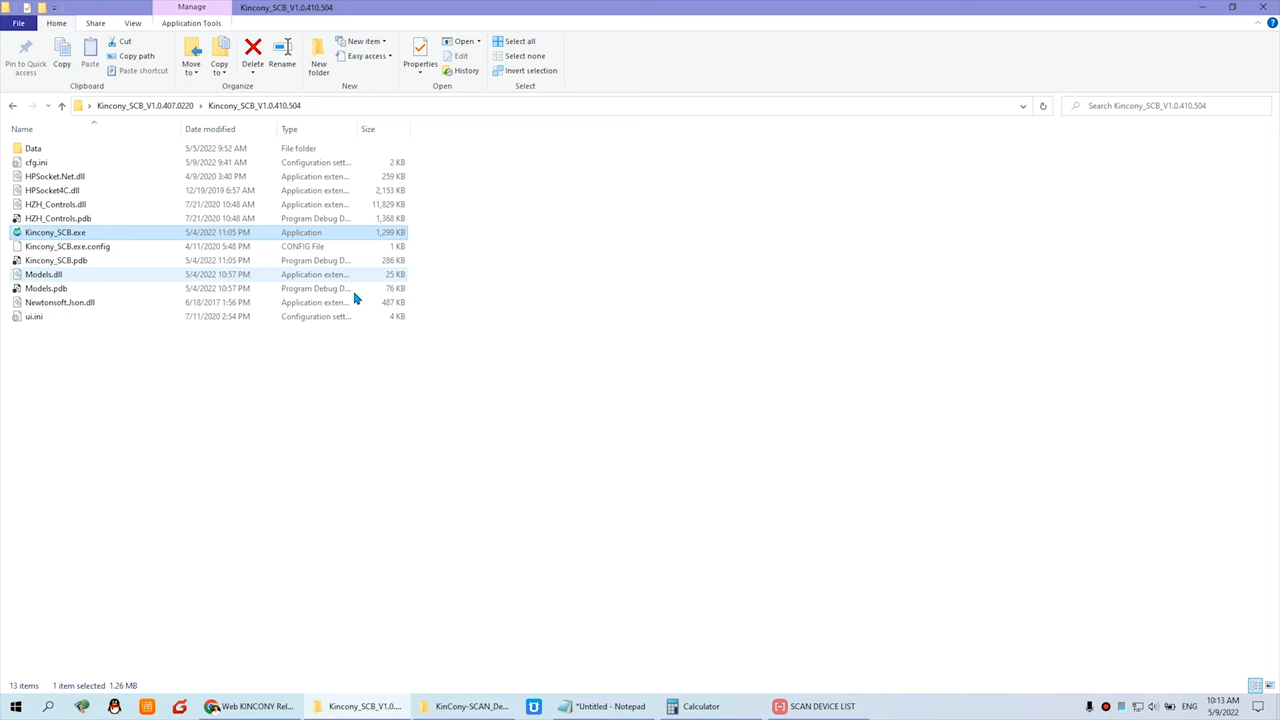 Manage
Kincony_SCB_V1.0.410.504
File
Home
Share
View
Application Tools
Pin to Quick access
Copy
Paste
Cut
Copy path
Paste shortcut
Clipboard
Move to
Copy to
Delete
Rename
Organize
New folder
New item
Easy access
New
Properties
Open
Edit
History
Open
Select all
Select none
Invert selection
Select
Kincony_SCB_V1.0.407.0220 > Kincony_SCB_V1.0.410.504
Search Kincony_SCB_V1.0.410.504
Name Date modified Type Size
Data 5/5/2022 9:52 AM File folder
cfg.ini 5/9/2022 9:41 AM Configuration sett... 2 KB
HPSocket.Net.dll 4/9/2020 3:40 PM Application exten... 259 KB
HPSocket4C.dll 12/19/2019 6:57 AM Application exten... 2,153 KB
HZH_Controls.dll 7/21/2020 10:48 AM Application exten... 11,829 KB
HZH_Controls.pdb 7/21/2020 10:48 AM Program Debug D... 1,368 KB
Kincony_SCB.exe 5/4/2022 11:05 PM Application 1,299 KB
Kincony_SCB.exe.config 4/11/2020 5:48 PM CONFIG File 1 KB
Kincony_SCB.pdb 5/4/2022 11:05 PM Program Debug D... 286 KB
Models.dll 5/4/2022 10:57 PM Application exten... 25 KB
Models.pdb 5/4/2022 10:57 PM Program Debug D... 76 KB
Newtonsoft.Json.dll 6/18/2017 1:56 PM Application exten... 487 KB
ui.ini 7/11/2020 2:54 PM Configuration sett... 4 KB
13 items 1 item selected 1.26 MB
Web KINCONY Rel...
Kincony_SCB_V1.0....
KinCony-SCAN_De...
*Untitled - Notepad
Calculator
SCAN DEVICE LIST
ENG
10:13 AM
5/9/2022